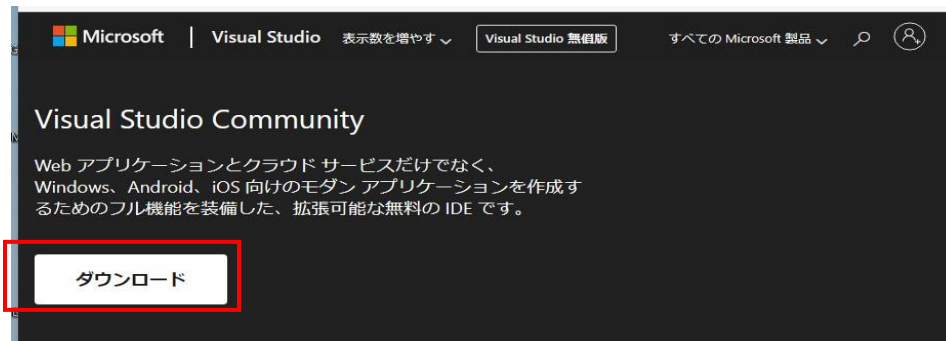 Microsoft | Visual Studio 表示数を増やす Visual Studio 無償版 すべての Microsoft 製品
Visual Studio Community
Web アプリケーションとクラウド サービスだけでなく、
Windows、Android、iOS 向けのモダン アプリケーションを作成す
るためのフル機能を装備した、拡張可能な無料の IDE です。
ダウンロード